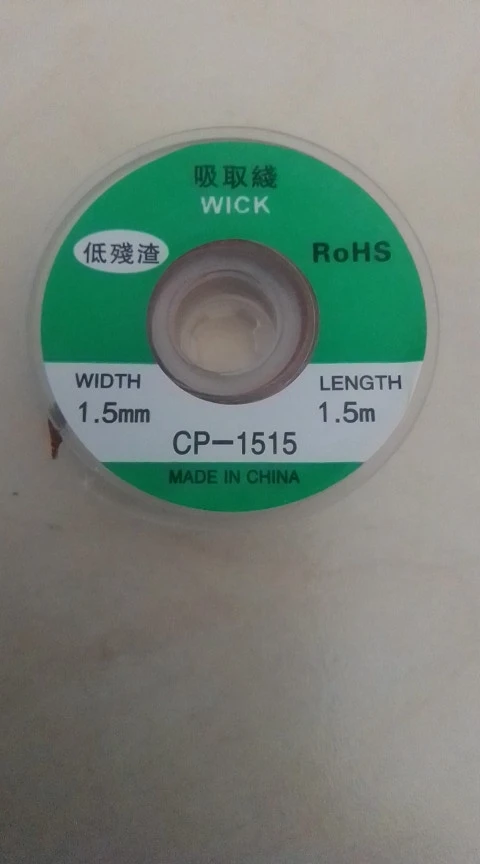 吸取綫
WICK
低殘渣
RoHS
WIDTH
1.5mm
LENGTH
1.5m
CP-1515
MADE IN CHINA